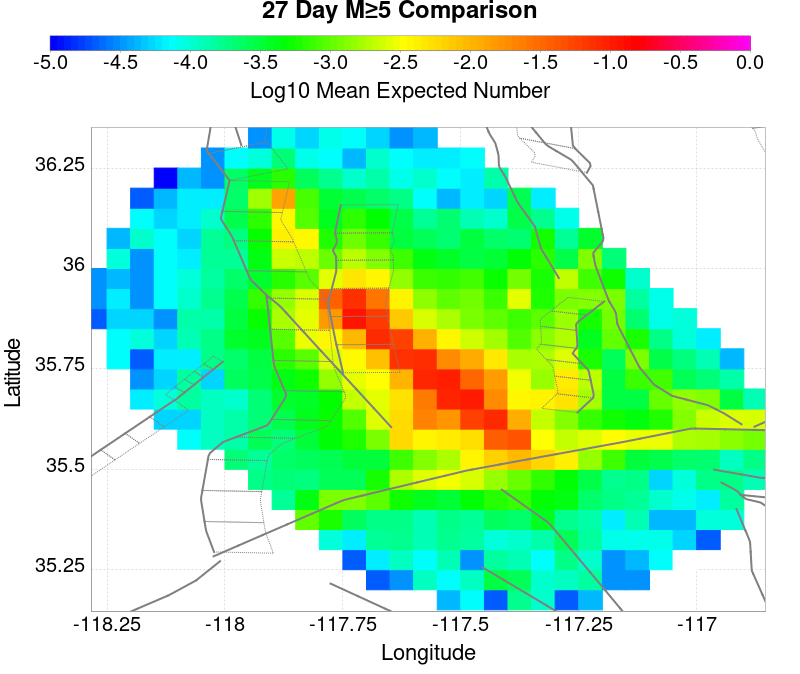 27 Day M≥5 Comparison
-5.0 -4.5 -4.0 -3.5 -3.0 -2.5 -2.0 -1.5 -1.0 -0.5 0.0
Log10 Mean Expected Number
36.25
36
35.75
35.5
35.25
Latitude
-118.25 -118 -117.75 -117.5 -117.25 -117
Longitude